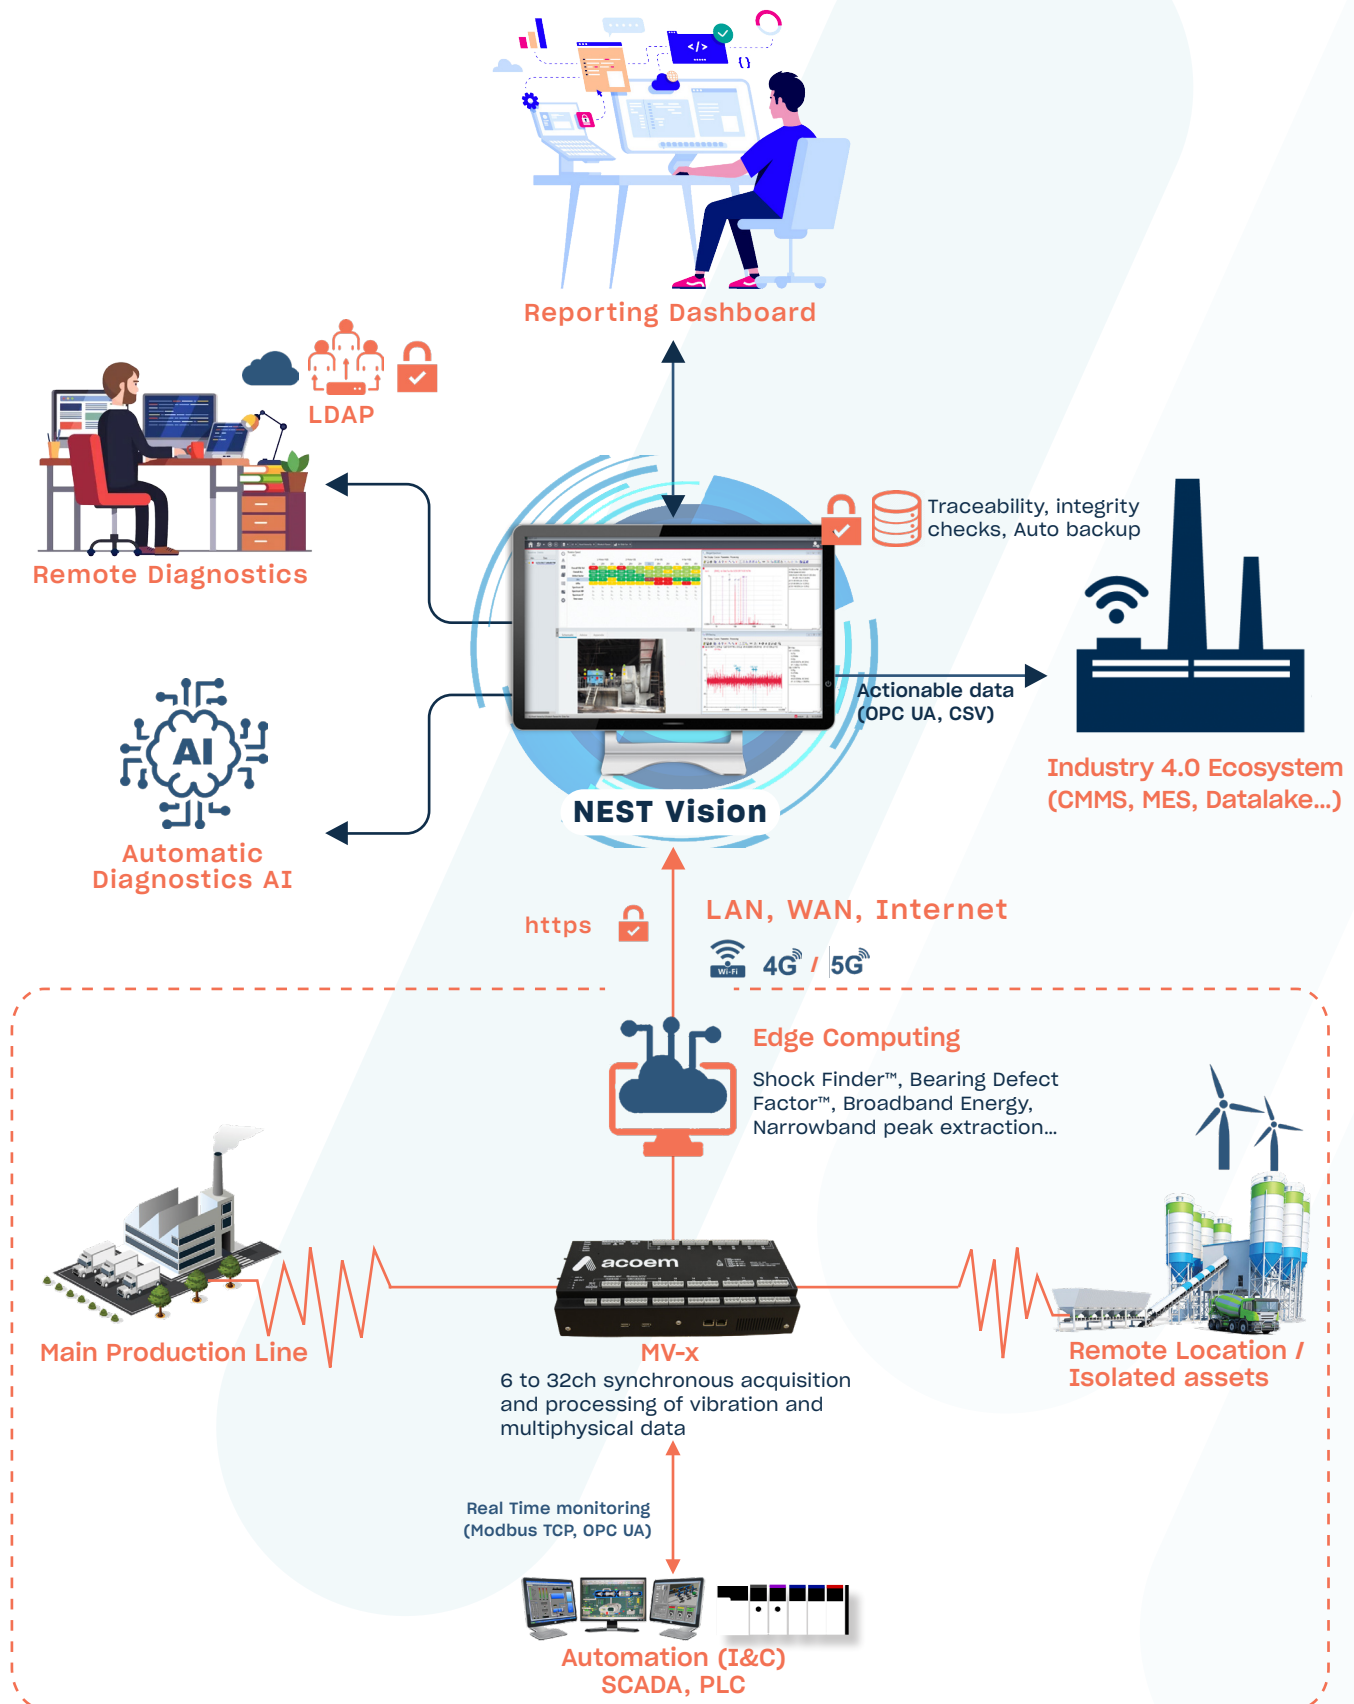 </>
{}
Reporting Dashboard
LDAP
Remote Diagnostics
Traceability, integrity
checks, Auto backup
Actionable data
(OPC UA, CSV)
Industry 4.0 Ecosystem
(CMMS, MES, Datalake...)
AI
Automatic
Diagnostics AI
NEST Vision
https
LAN, WAN, Internet
Wi-Fi
4G / 5G
Edge Computing
Shock Finder™, Bearing Defect
Factor™, Broadband Energy,
Narrowband peak extraction...
acoem
Main Production Line
MV-x
6 to 32ch synchronous acquisition
and processing of vibration and
multiphysical data
Remote Location /
Isolated assets
Real Time monitoring
(Modbus TCP, OPC UA)
Automation (I&C)
SCADA, PLC